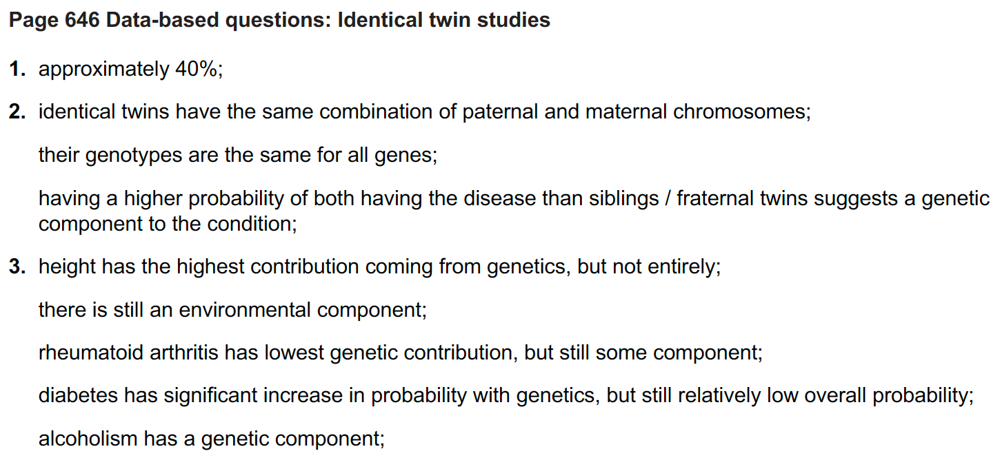 Page 646 Data-based questions: Identical twin studies
1. approximately 40%;
2. identical twins have the same combination of paternal and maternal chromosomes;
their genotypes are the same for all genes;
having a higher probability of both having the disease than siblings / fraternal twins suggests a genetic
component to the condition;
3. height has the highest contribution coming from genetics, but not entirely;
there is still an environmental component;
rheumatoid arthritis has lowest genetic contribution, but still some component;
diabetes has significant increase in probability with genetics, but still relatively low overall probability;
alcoholism has a genetic component;